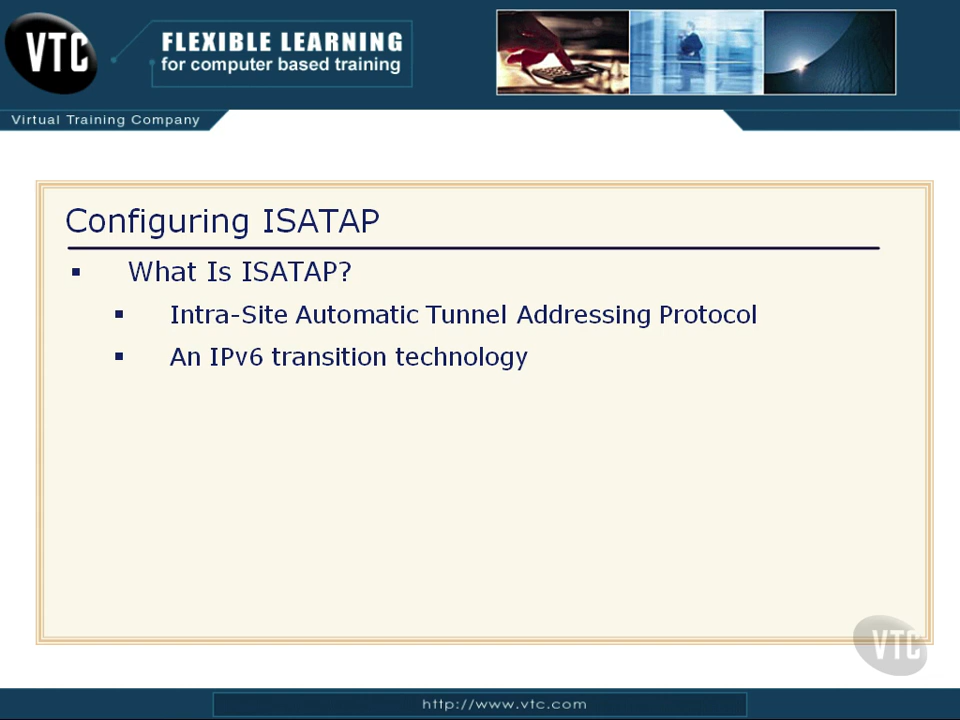 VTC
FLEXIBLE LEARNING
for computer based training
Virtual Training Company
Configuring ISATAP
What Is ISATAP?
Intra-Site Automatic Tunnel Addressing Protocol
An IPv6 transition technology
VTC
http://www.vtc.com